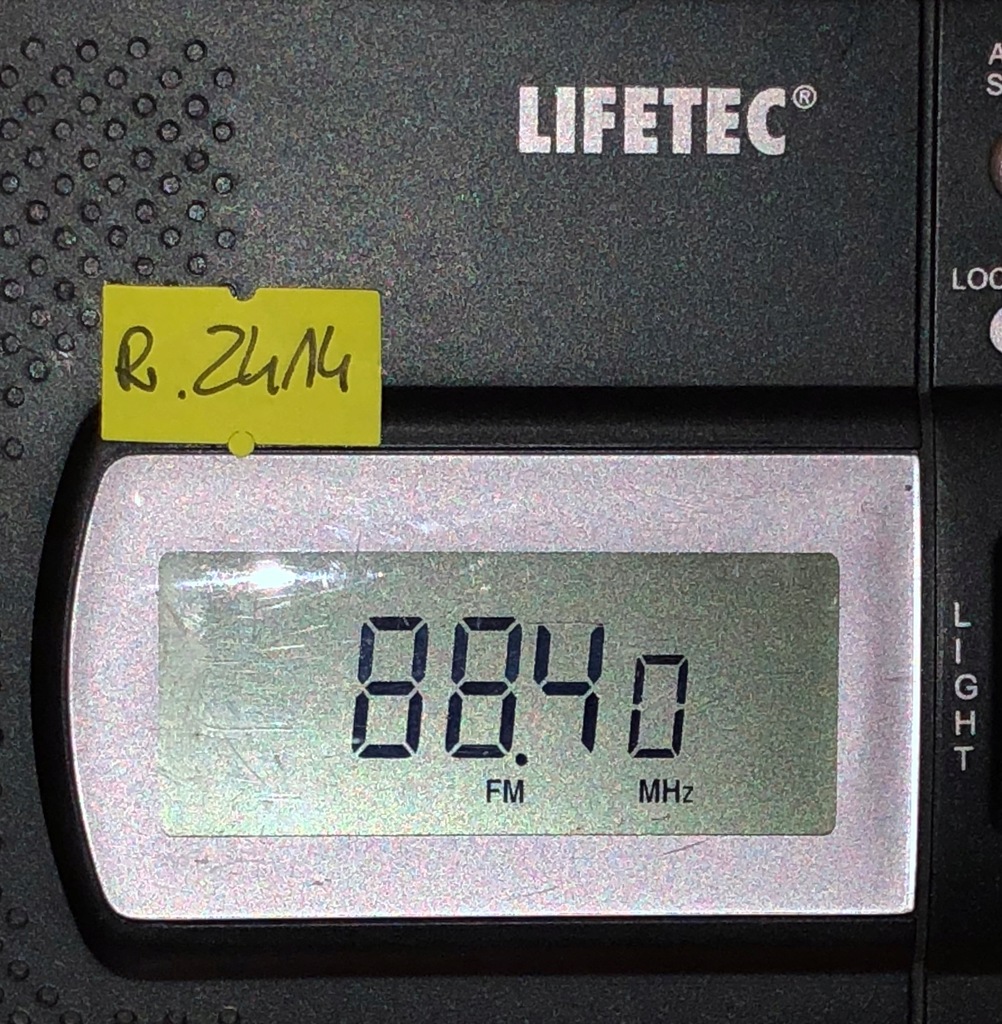 LIFETEC®
R.2414
88.40
FM MHz
LIGHT